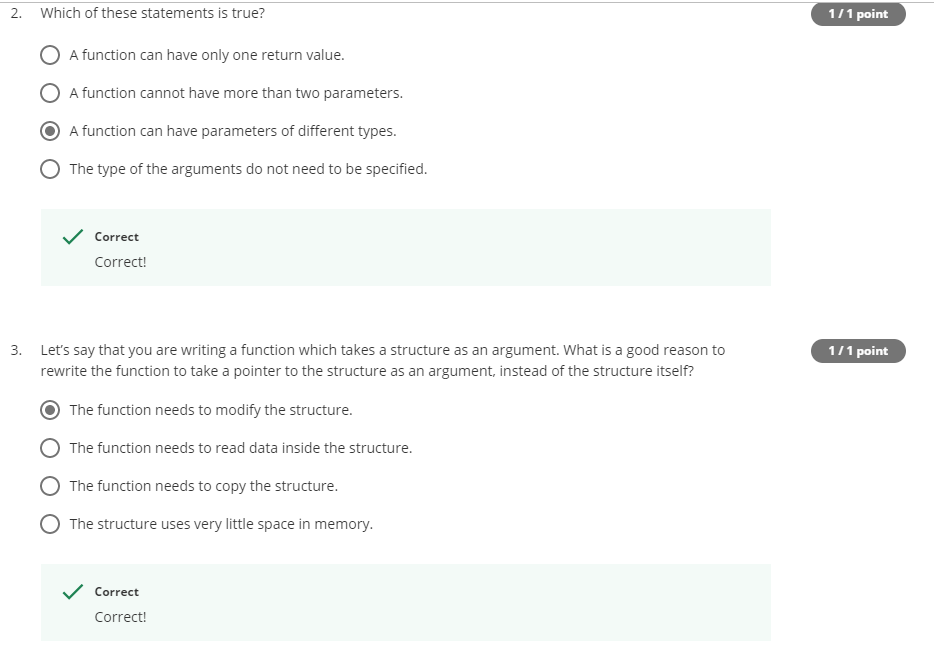 2. Which of these statements is true?
1 / 1 point
A function can have only one return value.
A function cannot have more than two parameters.
A function can have parameters of different types.
The type of the arguments do not need to be specified.
Correct
Correct!
3. Let’s say that you are writing a function which takes a structure as an argument. What is a good reason to
1 / 1 point
rewrite the function to take a pointer to the structure as an argument, instead of the structure itself?
The function needs to modify the structure.
The function needs to read data inside the structure.
The function needs to copy the structure.
The structure uses very little space in memory.
Correct
Correct!